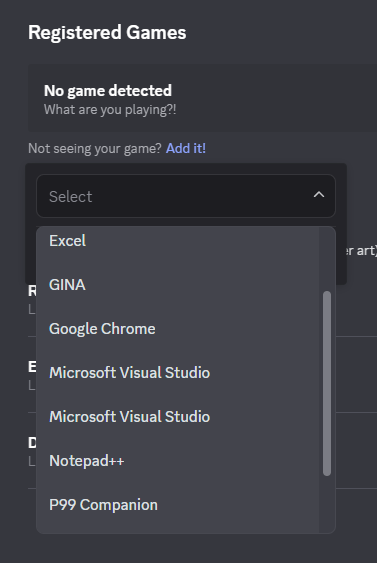 Registered Games
No game detected
What are you playing?!
Not seeing your game? Add it!
Select
er art)
Excel
GINA
R
Google Chrome
L
Microsoft Visual Studio
E
L
Microsoft Visual Studio
D
Notepad++
L
P99 Companion